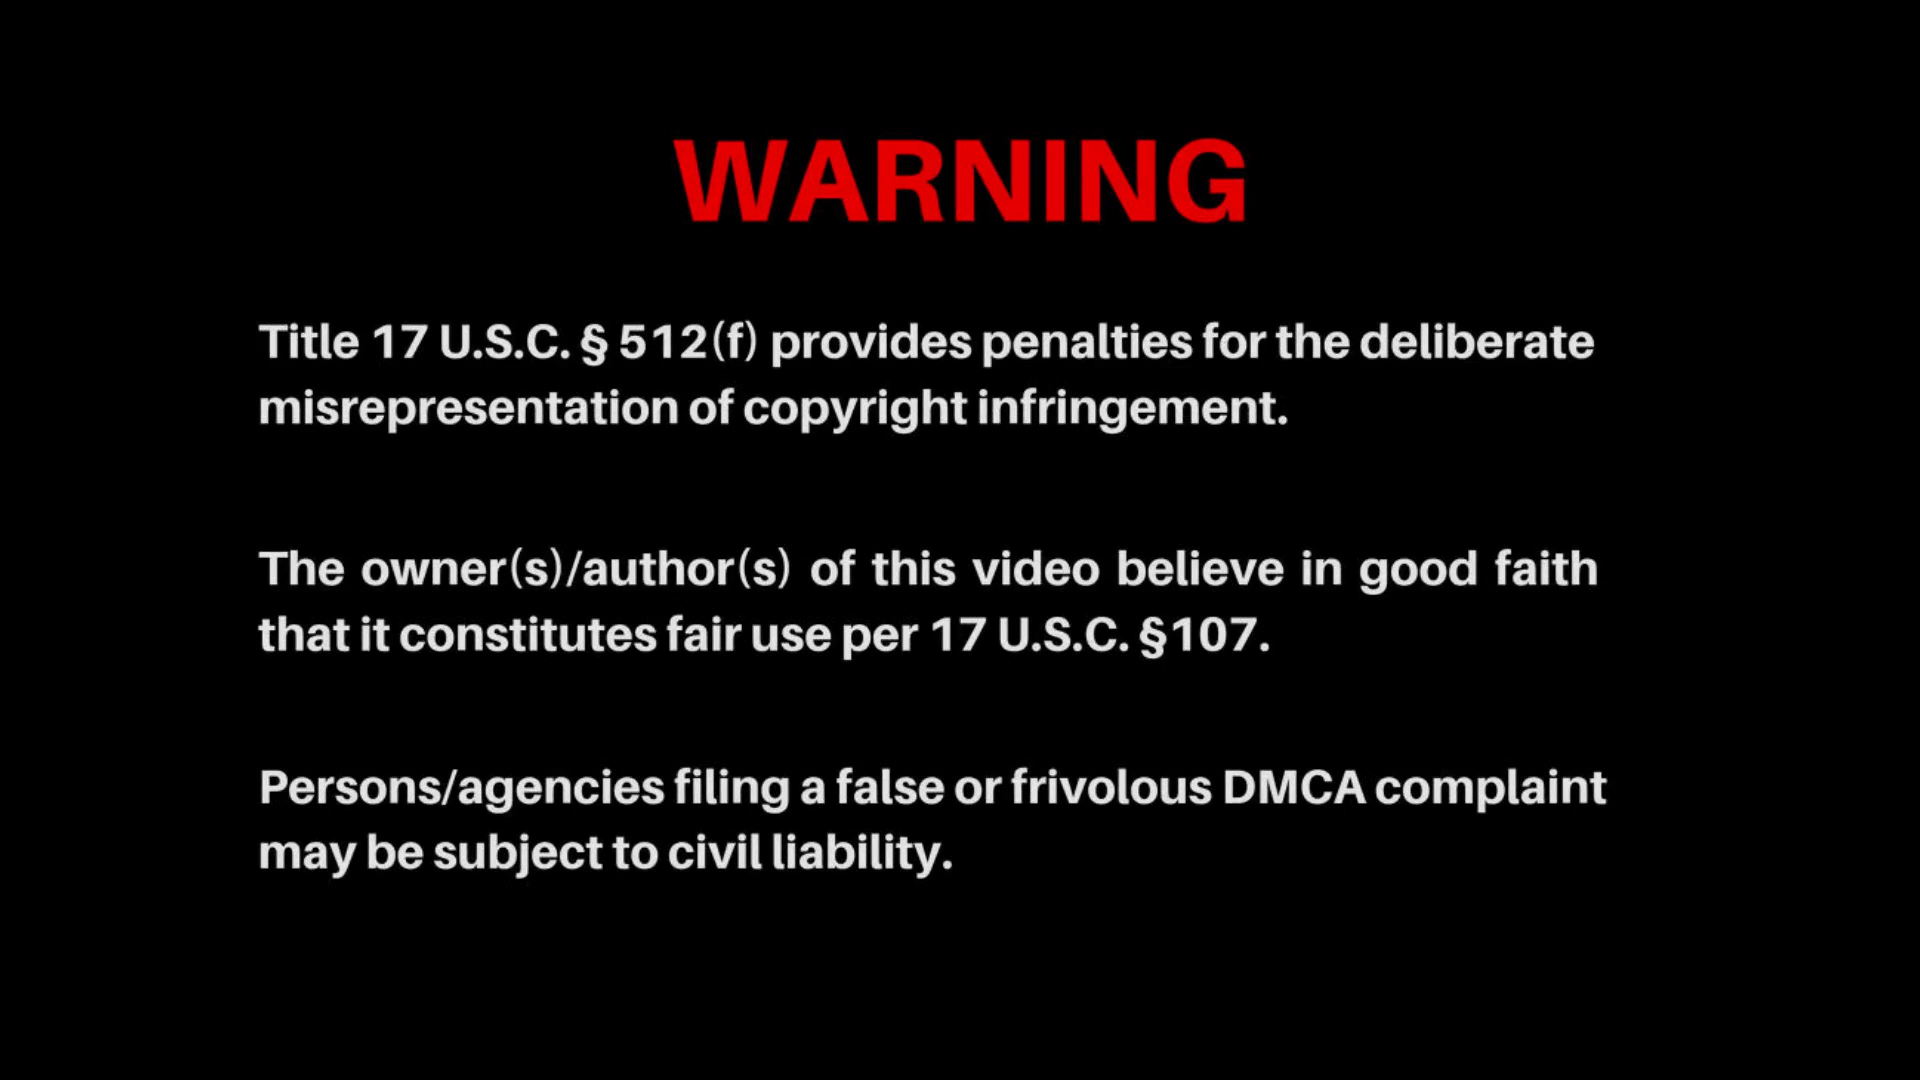 WARNING
Title 17 U.S.C. § 512(f) provides penalties for the deliberate
misrepresentation of copyright infringement.
The owner(s)/author(s) of this video believe in good faith
that it constitutes fair use per 17 U.S.C. §107.
Persons/agencies filing a false or frivolous DMCA complaint
may be subject to civil liability.